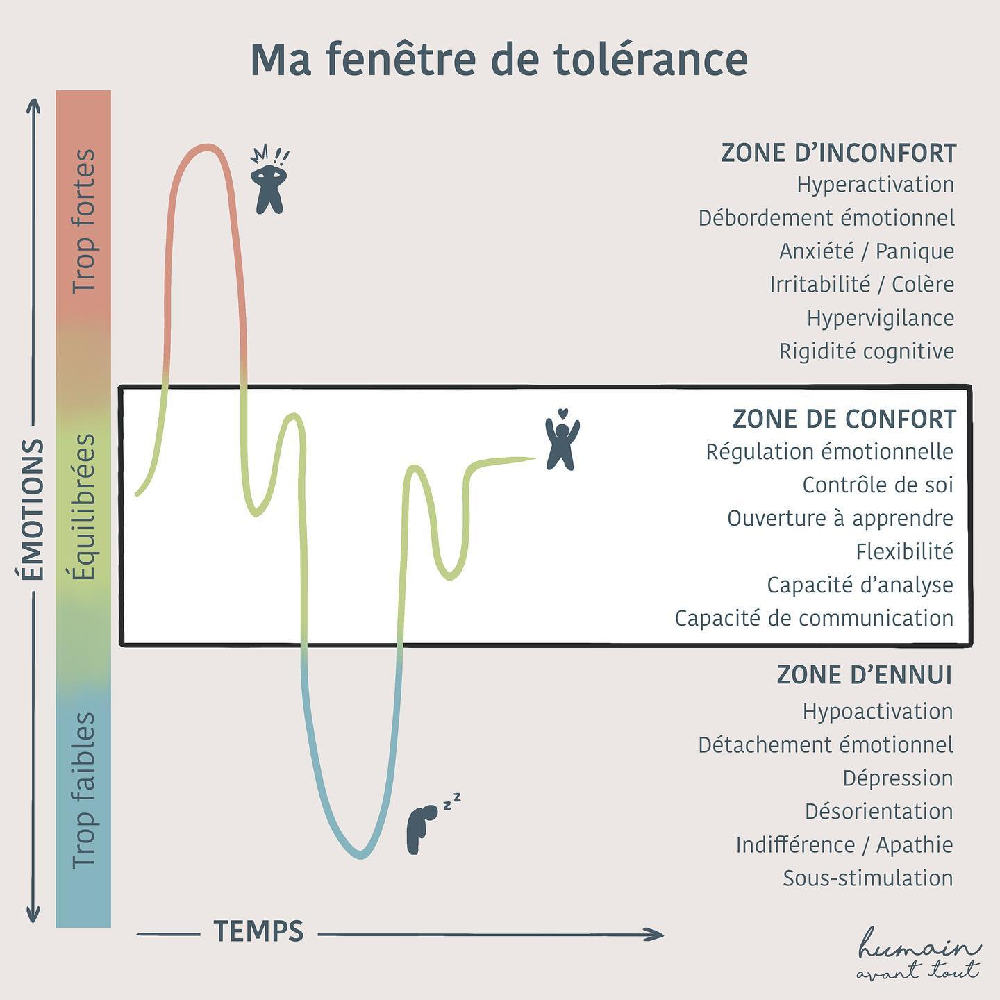 Ma fenêtre de tolérance
ÉMOTIONS
Trop fortes
Équilibrées
Trop faibles
ZONE D’INCONFORT
Hyperactivation
Débordement émotionnel
Anxiété / Panique
Irritabilité / Colère
Hypervigilance
Rigidité cognitive
!!
ZONE DE CONFORT
Régulation émotionnelle
Contrôle de soi
Ouverture à apprendre
Flexibilité
Capacité d’analyse
Capacité de communication
ZONE D’ENNUI
Hypoactivation
Détachement émotionnel
Dépression
Désorientation
Indifférence / Apathie
Sous-stimulation
z z
TEMPS
humain
avant tout